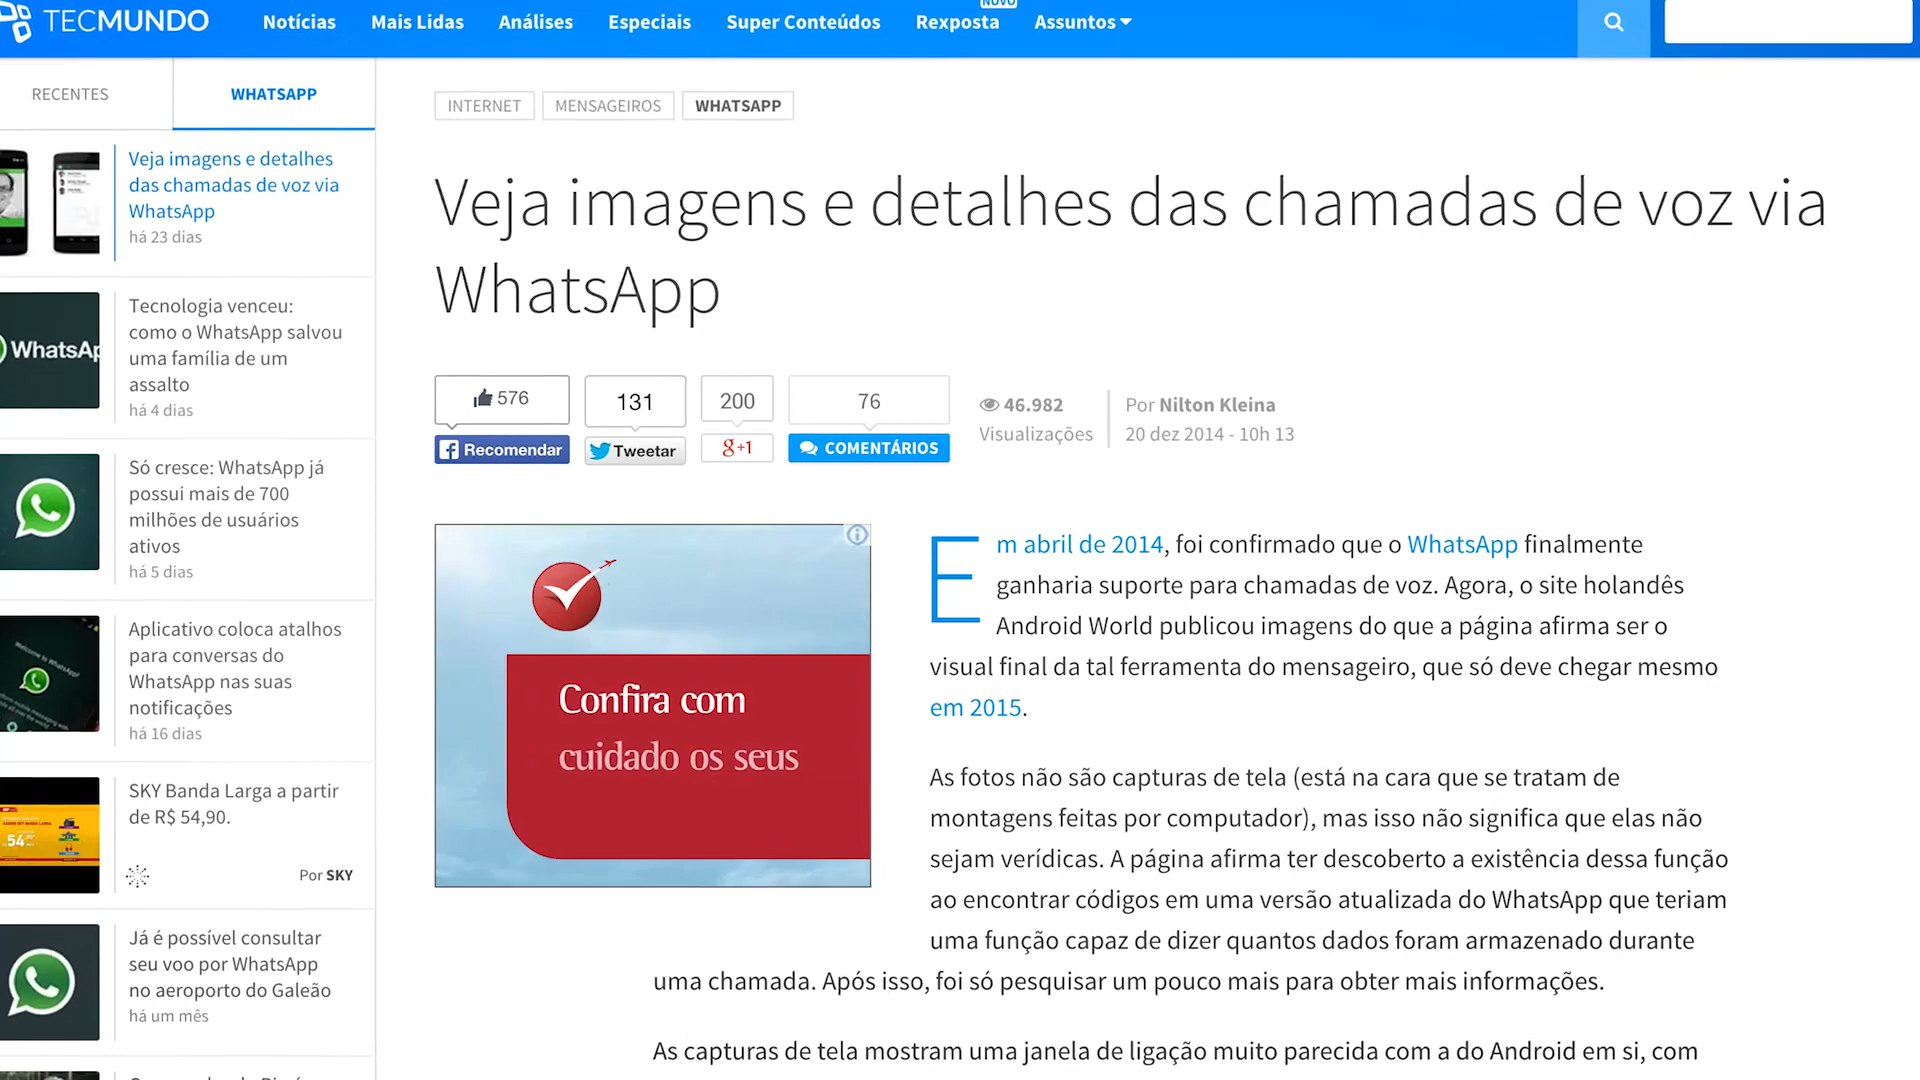 TECMUNDO
Notícias
Mais Lidas
Análises
Especiais
Super Conteúdos
Rexposta
NOVO
Assuntos
RECENTES
WHATSAPP
Veja imagens e detalhes
das chamadas de voz via
WhatsApp
há 23 dias
WhatsAp
Tecnologia venceu:
como o WhatsApp salvou
uma família de um
assalto
há 4 dias
Só cresce: WhatsApp já
possui mais de 700
milhões de usuários
ativos
há 5 dias
Aplicativo coloca atalhos
para conversas do
WhatsApp nas suas
notificações
há 16 dias
SKY Banda Larga a partir
de R$ 54,90.
Por SKY
Já é possível consultar
seu voo por WhatsApp
no aeroporto do Galeão
há um mês
INTERNET
MENSAGEIROS
WHATSAPP
Veja imagens e detalhes das chamadas de voz via
WhatsApp
576
Recomendar
131
Tweetar
200
g+1
76
COMENTÁRIOS
46.982
Visualizações
Por Nilton Kleina
20 dez 2014 - 10h 13
Confira com
cuidado os seus
Em abril de 2014, foi confirmado que o WhatsApp finalmente
ganharia suporte para chamadas de voz. Agora, o site holandês
Android World publicou imagens do que a página afirma ser o
visual final da tal ferramenta do mensageiro, que só deve chegar mesmo
em 2015.
As fotos não são capturas de tela (está na cara que se tratam de
montagens feitas por computador), mas isso não significa que elas não
sejam verídicas. A página afirma ter descoberto a existência dessa função
ao encontrar códigos em uma versão atualizada do WhatsApp que teriam
uma função capaz de dizer quantos dados foram armazenado durante
uma chamada. Após isso, foi só pesquisar um pouco mais para obter mais informações.
As capturas de tela mostram uma janela de ligação muito parecida com a do Android em si, com